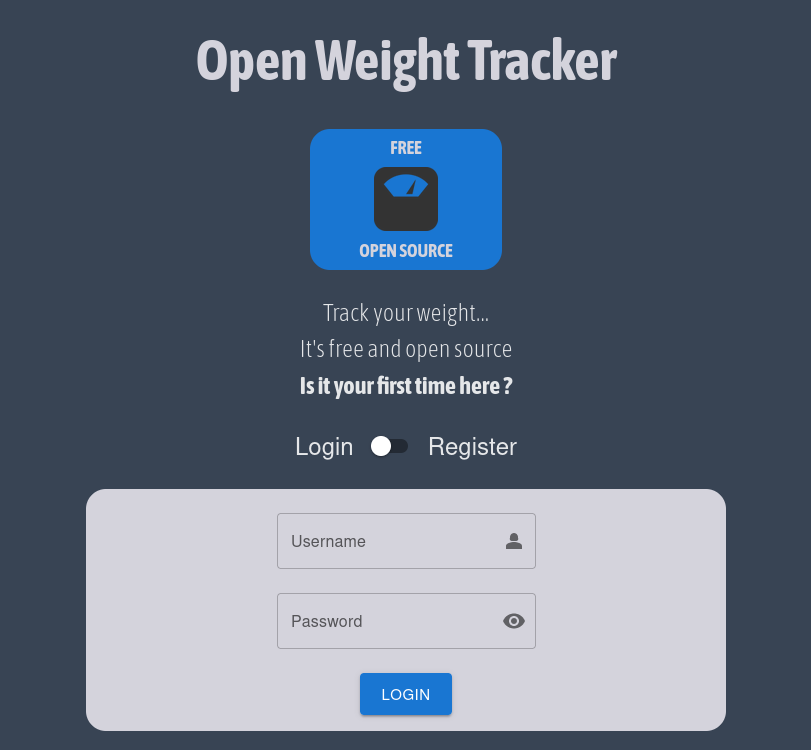 Open Weight Tracker
FREE
OPEN SOURCE
Track your weight...
It's free and open source
Is it your first time here ?
Login Register
Username
Password
LOGIN